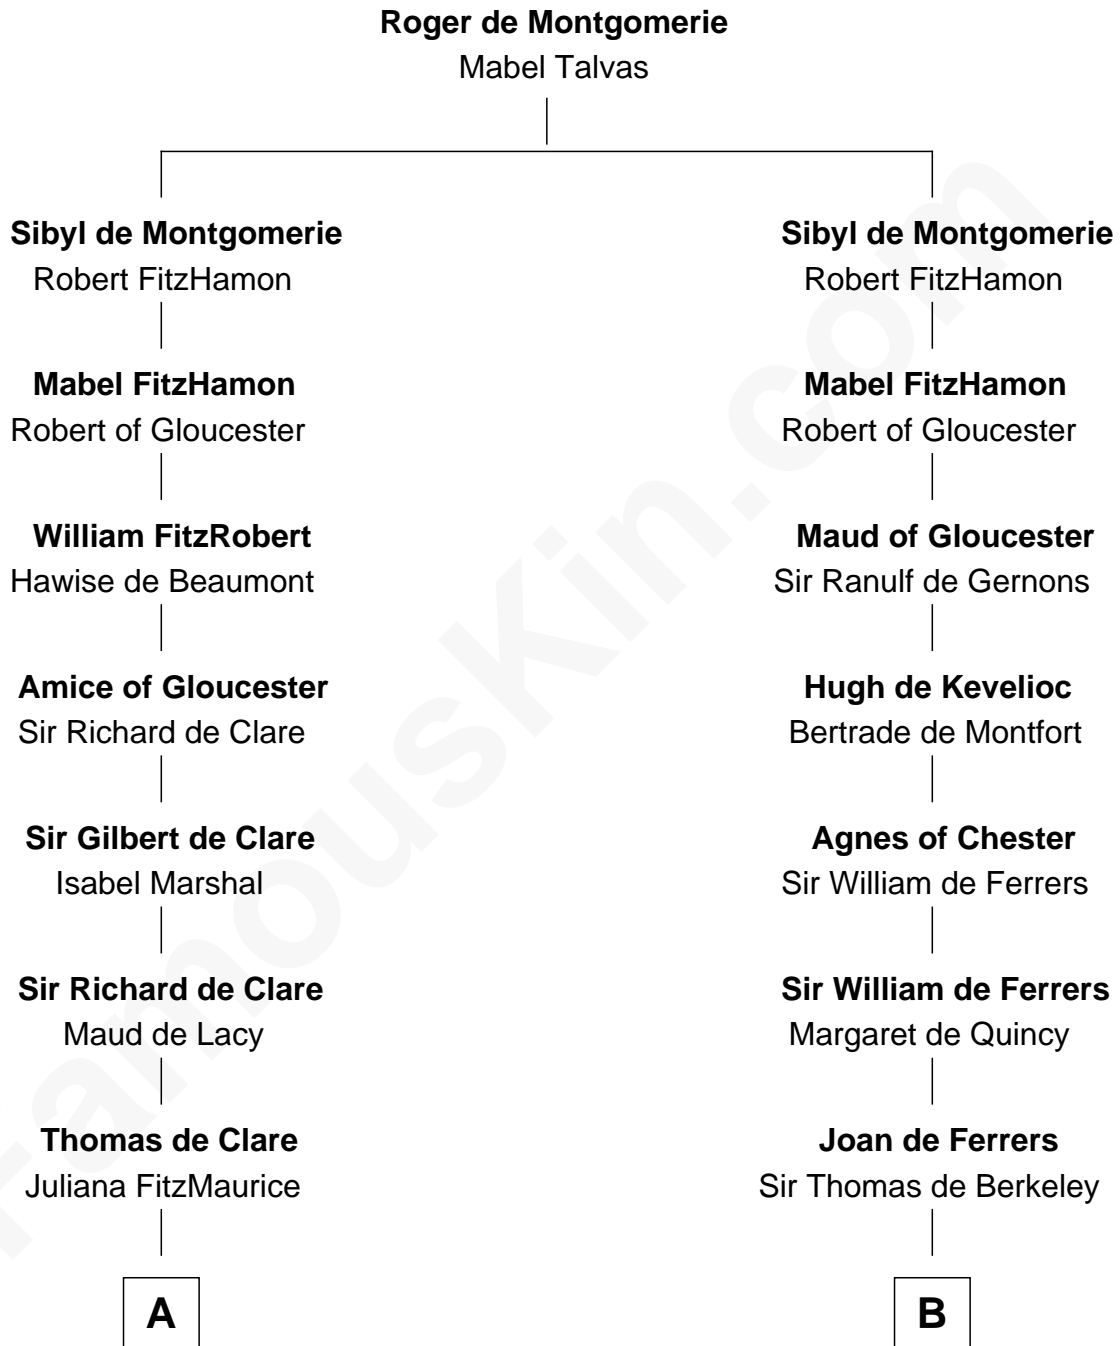 Roger de Montgomerie
Mabel Talvas
Sibyl de Montgomerie
Robert FitzHamon
Sibyl de Montgomerie
Robert FitzHamon
Mabel FitzHamon
Robert of Gloucester
Mabel FitzHamon
Robert of Gloucester
William FitzRobert
Hawise de Beaumont
Maud of Gloucester
Sir Ranulf de Gernons
Amice of Gloucester
Sir Richard de Clare
Hugh de Kevelioc
Bertrade de Montfort
Sir Gilbert de Clare
Isabel Marshal
Agnes of Chester
Sir William de Ferrers
Sir Richard de Clare
Maud de Lacy
Sir William de Ferrers
Margaret de Quincy
Thomas de Clare
Juliana FitzMaurice
Joan de Ferrers
Sir Thomas de Berkeley
A
B
FamousKin.com